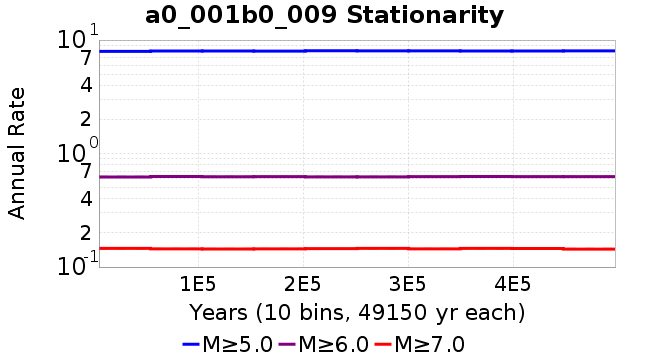 a0_001b0_009 Stationarity
10^1
7
4
2
10^0
7
4
2
10^-1
Annual Rate
1E5 2E5 3E5 4E5
Years (10 bins, 49150 yr each)
M≥5.0 M≥6.0 M≥7.0